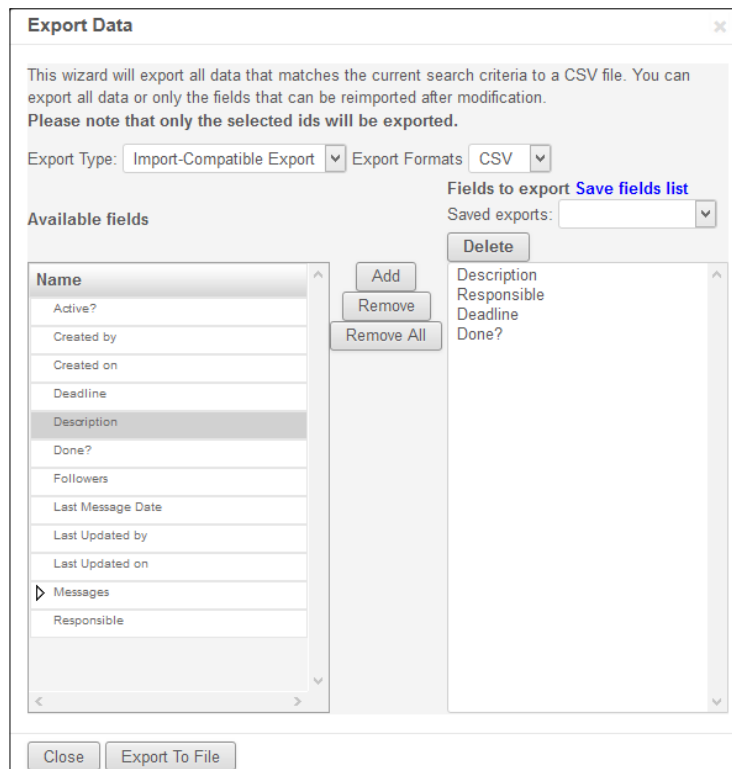 Export Data
This wizard will export all data that matches the current search criteria to a CSV file. You can
export all data or only the fields that can be reimported after modification.
Please note that only the selected ids will be exported.
Export Type: Import-Compatible Export Export Formats CSV
Fields to export Save fields list
Available fields
Saved exports:
Delete
Name
Active?
Created by
Created on
Deadline
Description
Done?
Followers
Last Message Date
Last Updated by
Last Updated on
Messages
Responsible
Add
Remove
Remove All
Description
Responsible
Deadline
Done?
Close Export To File